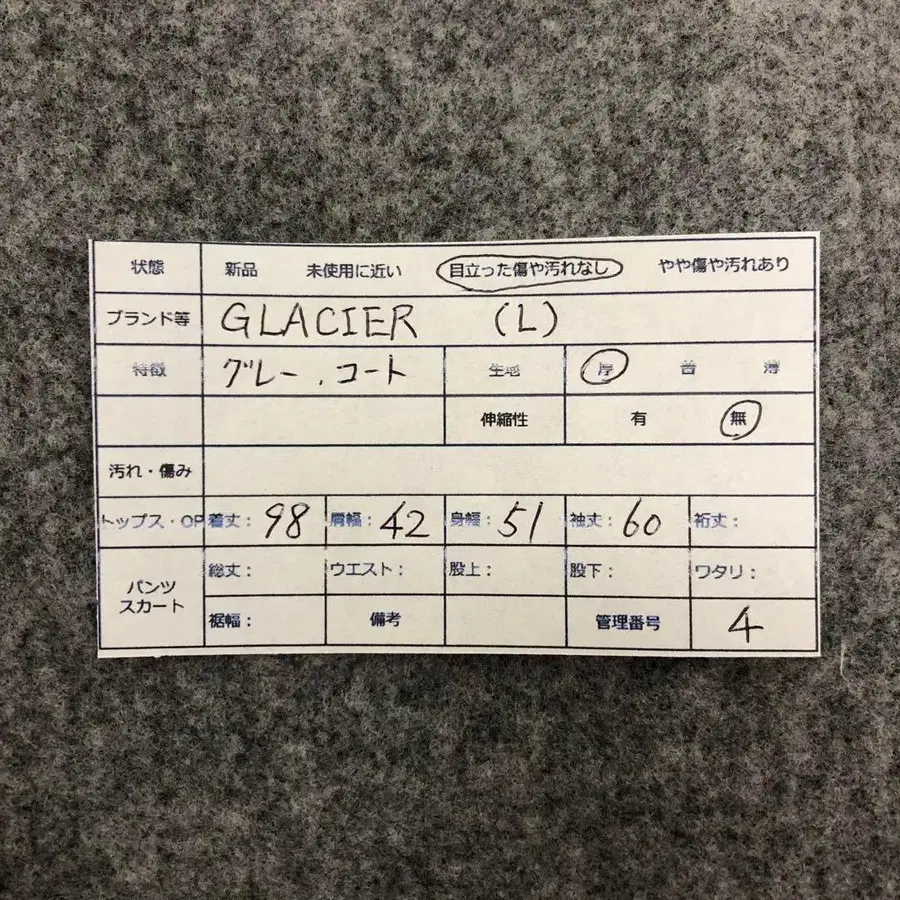 状態 新品 未使用に近い 目立った傷や汚れなし やや傷や汚れあり
ブランド等 GLACIER (L)
特徴 グレー、コート 生地 厚 普 薄
伸縮性 有 無
汚れ・傷み
トップス・OP 着丈: 98 肩幅: 42 身幅: 51 袖丈: 60 裄丈:
パンツ スカート 総丈: ウエスト: 股上: 股下: ワタリ:
裾幅: 備考 管理番号 4